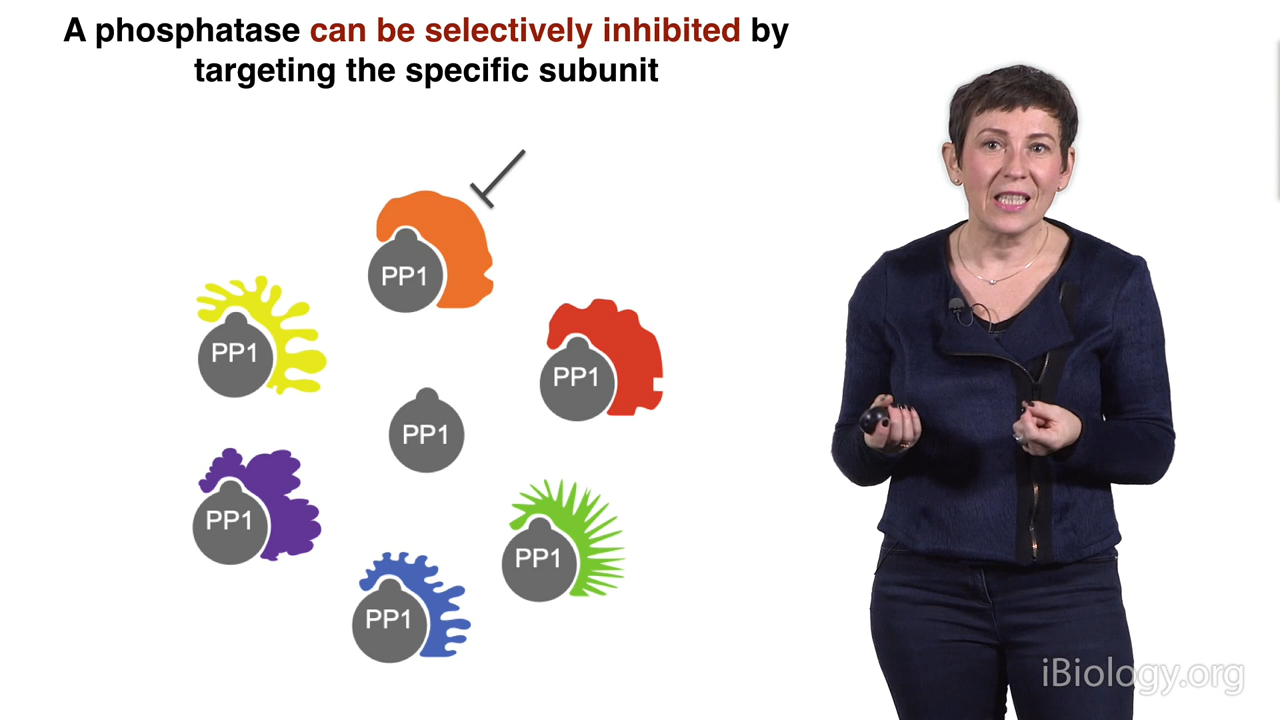 A phosphatase can be selectively inhibited by
targeting the specific subunit
PP1
PP1
PP1
PP1
PP1
PP1
PP1
iBiology.org